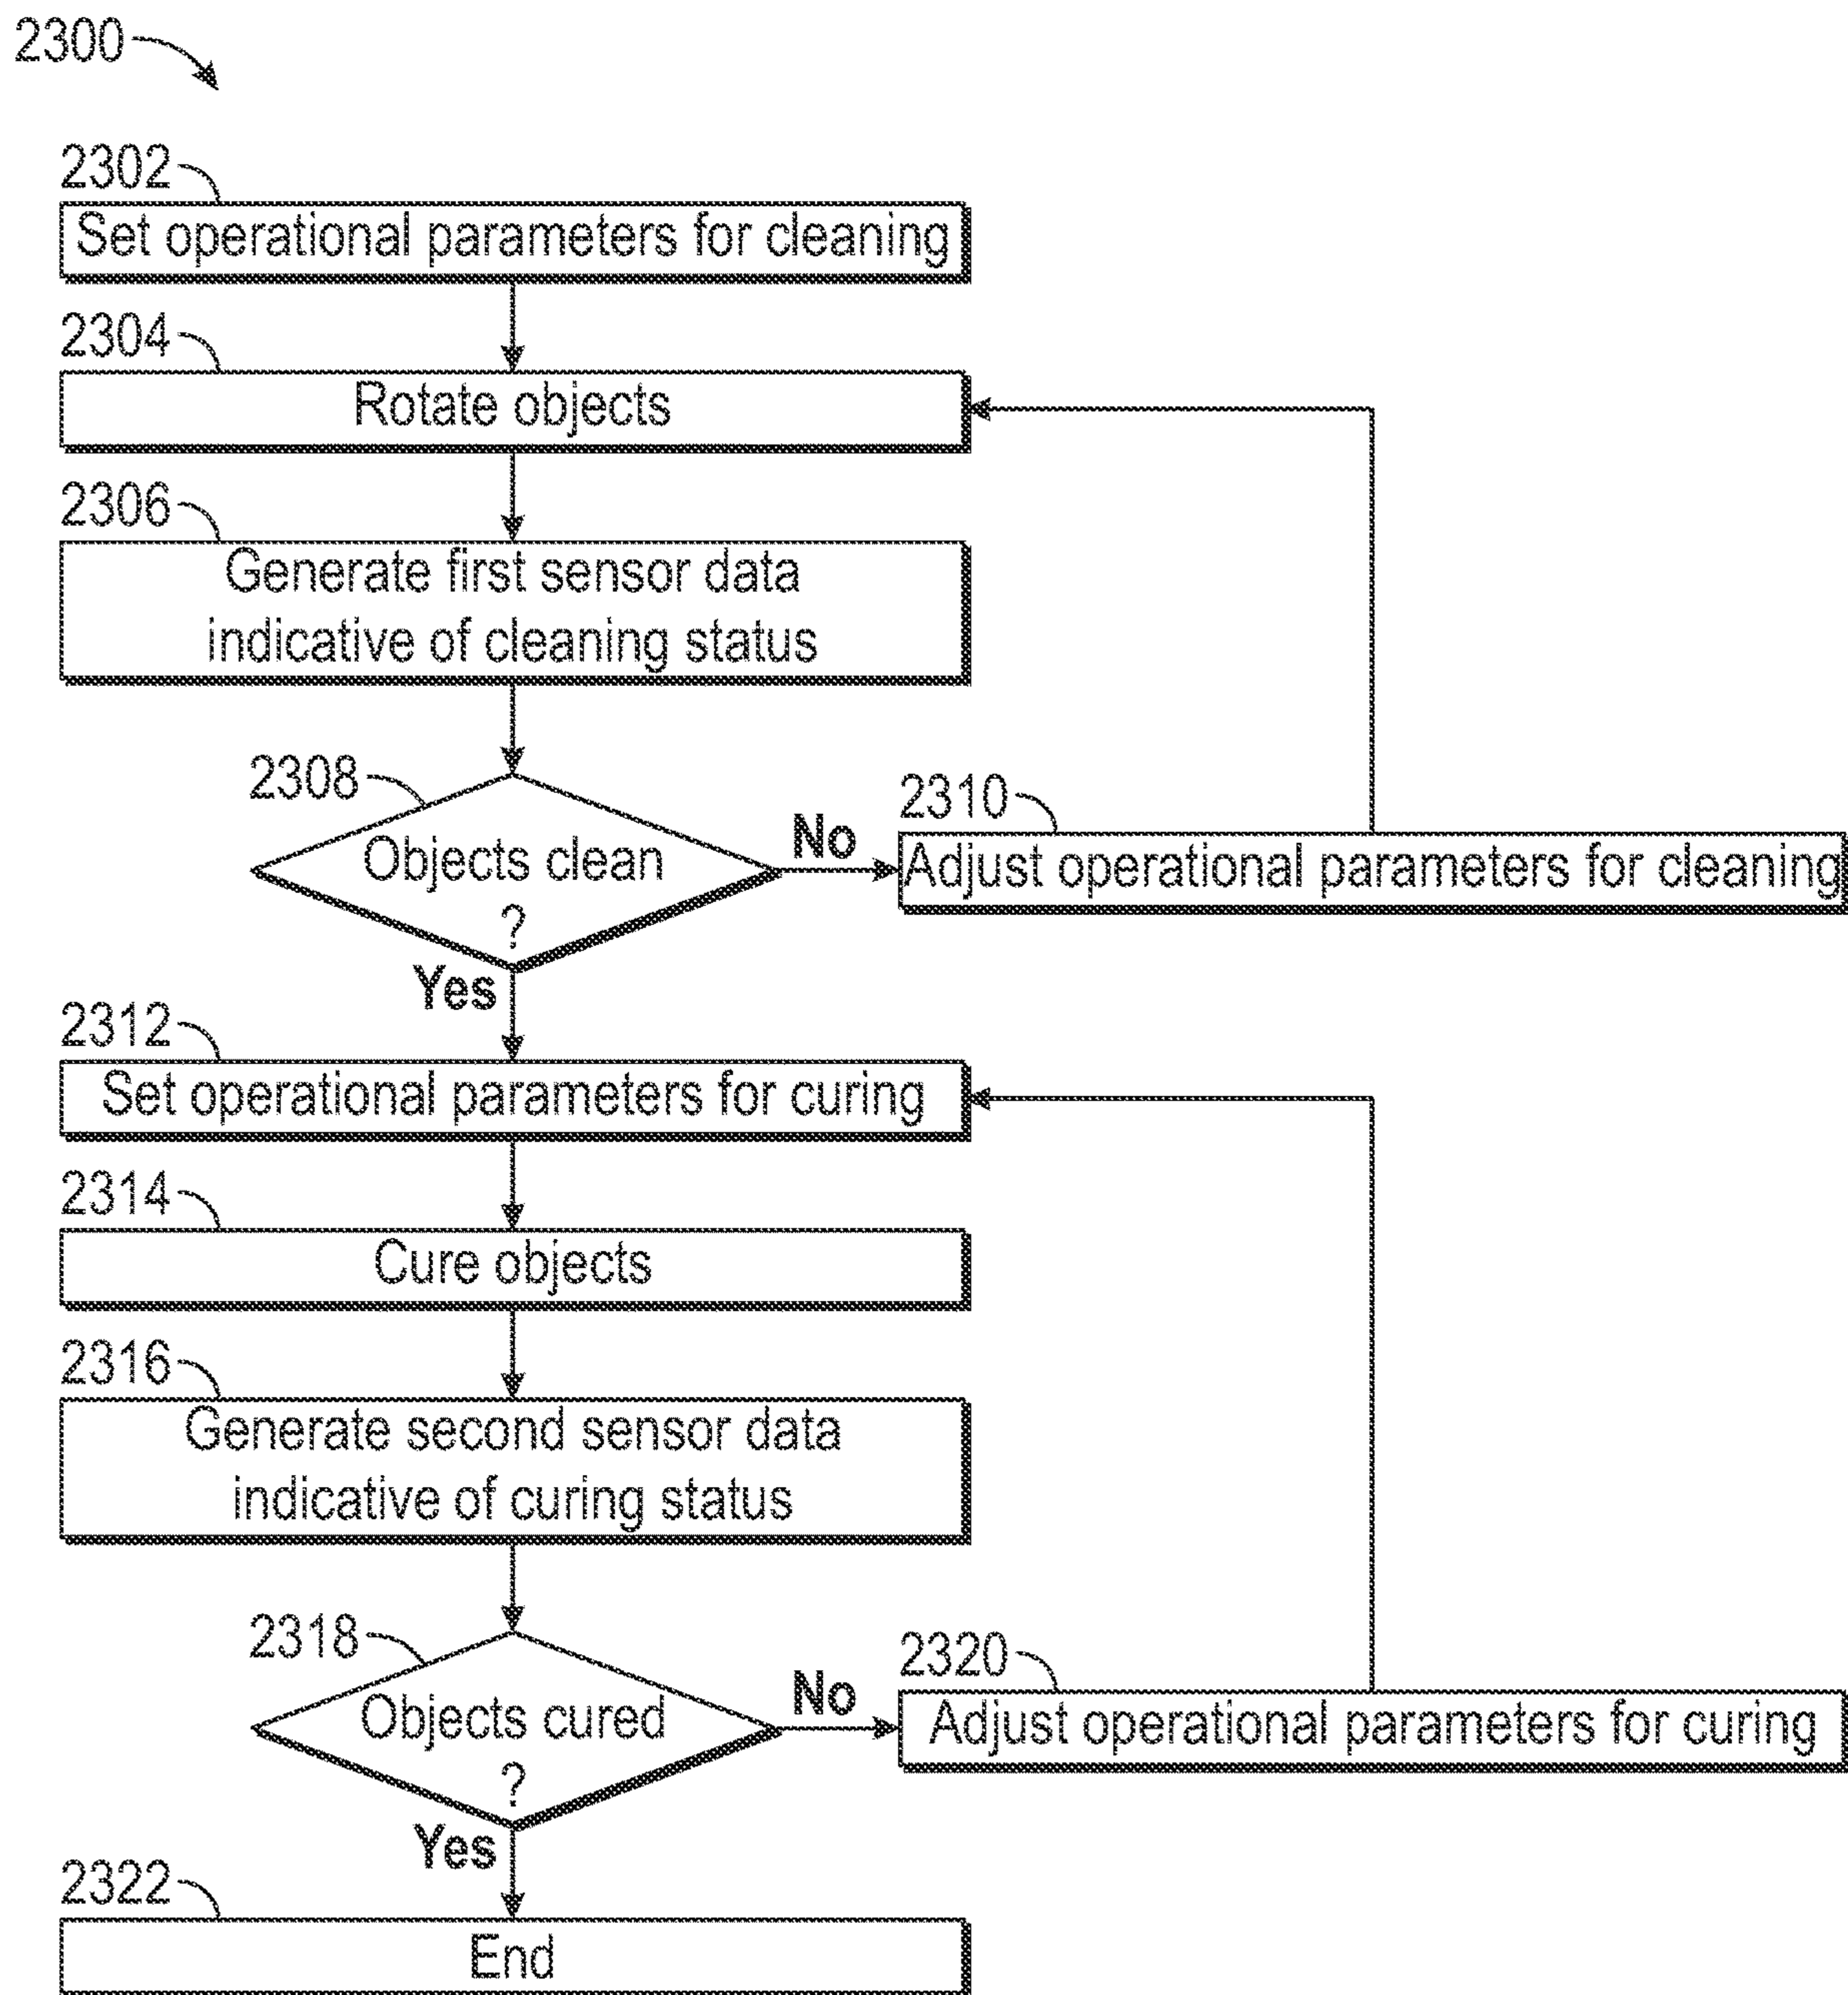 2300
2302
Set operational parameters for cleaning
2304
Rotate objects
2306
Generate first sensor data
indicative of cleaning status
2308
Objects clean
?
No
2310
Adjust operational parameters for cleaning
Yes
2312
Set operational parameters for curing
2314
Cure objects
2316
Generate second sensor data
indicative of curing status
2318
Objects cured
?
No
2320
Adjust operational parameters for curing
Yes
2322
End